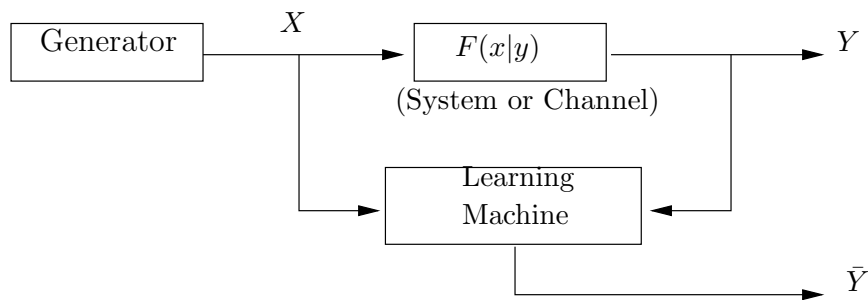 X
Generator
F(x|y)
Y
(System or Channel)
Learning
Machine
Ȳ